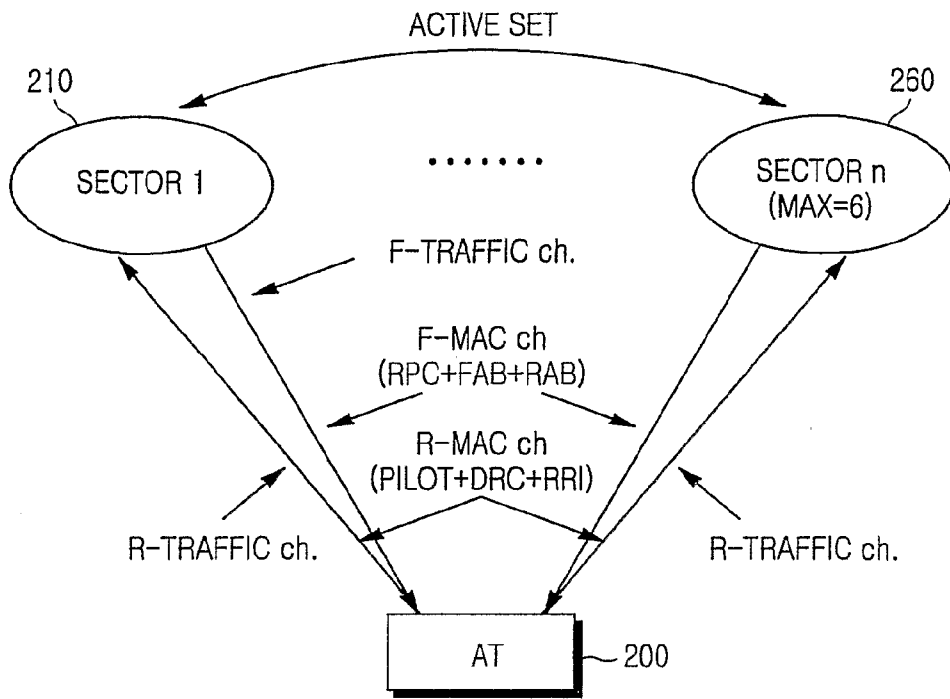 ACTIVE SET
210
260
SECTOR 1
.......
SECTOR n
(MAX=6)
F-TRAFFIC ch.
F-MAC ch
(RPC+FAB+RAB)
R-MAC ch
(PILOT+DRC+RRI)
R-TRAFFIC ch.
R-TRAFFIC ch.
AT
200